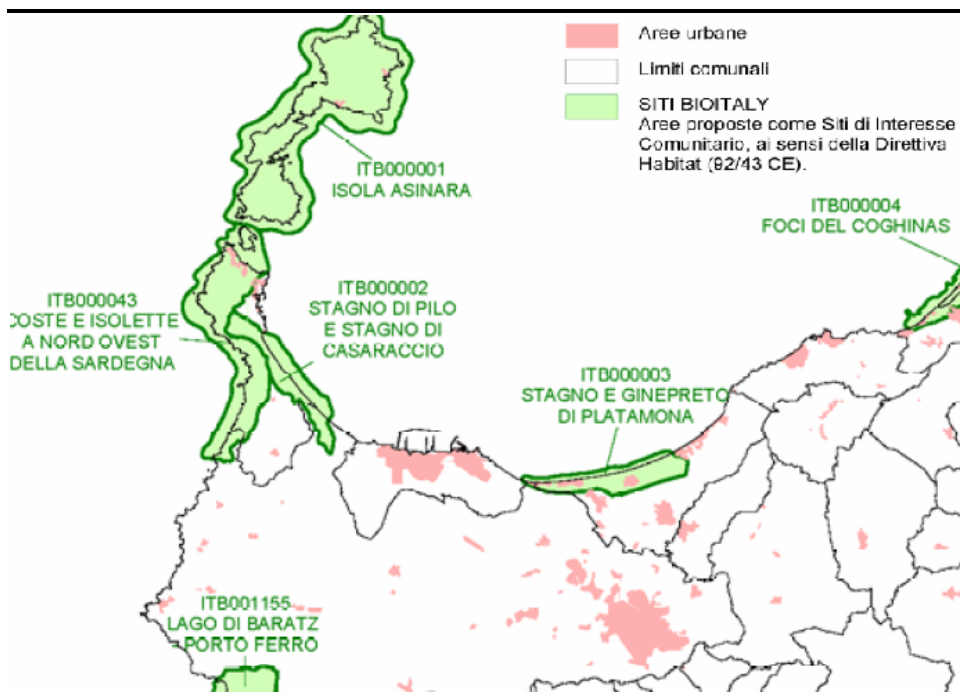 Aree urbane
Limiti comunali
SITI BIOITALY
Aree proposte come Siti di Interesse
Comunitario, ai sensi della Direttiva
Habitat (92/43 CE).
ITB000001
ISOLA ASINARA
ITB000004
FOCI DEL COGHINAS
ITB000043
COSTE E ISOLETTE
A NORD OVEST
DELLA SARDEGNA
ITB000002
STAGNO DI PILO
E STAGNO DI
CASARACCIO
ITB000003
STAGNO E GINEPRETO
DI PLATAMONA
ITB001155
LAGO DI BARATZ
PORTO FERRO